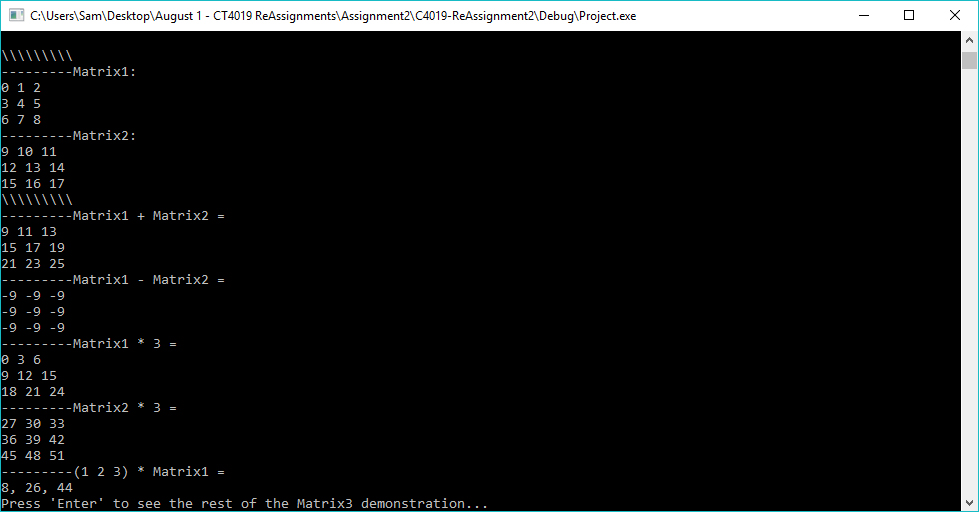 C:\Users\Sam\Desktop\August 1 - CT4019 ReAssignments\Assignment2\C4019-ReAssignment2\Debug\Project.exe
\\\\\\\\\
---------Matrix1:
0 1 2
3 4 5
6 7 8
---------Matrix2:
9 10 11
12 13 14
15 16 17
\\\\\\\\\
---------Matrix1 + Matrix2 =
9 11 13
15 17 19
21 23 25
---------Matrix1 - Matrix2 =
-9 -9 -9
-9 -9 -9
-9 -9 -9
---------Matrix1 * 3 =
0 3 6
9 12 15
18 21 24
---------Matrix2 * 3 =
27 30 33
36 39 42
45 48 51
---------(1 2 3) * Matrix1 =
8, 26, 44
Press 'Enter' to see the rest of the Matrix3 demonstration...